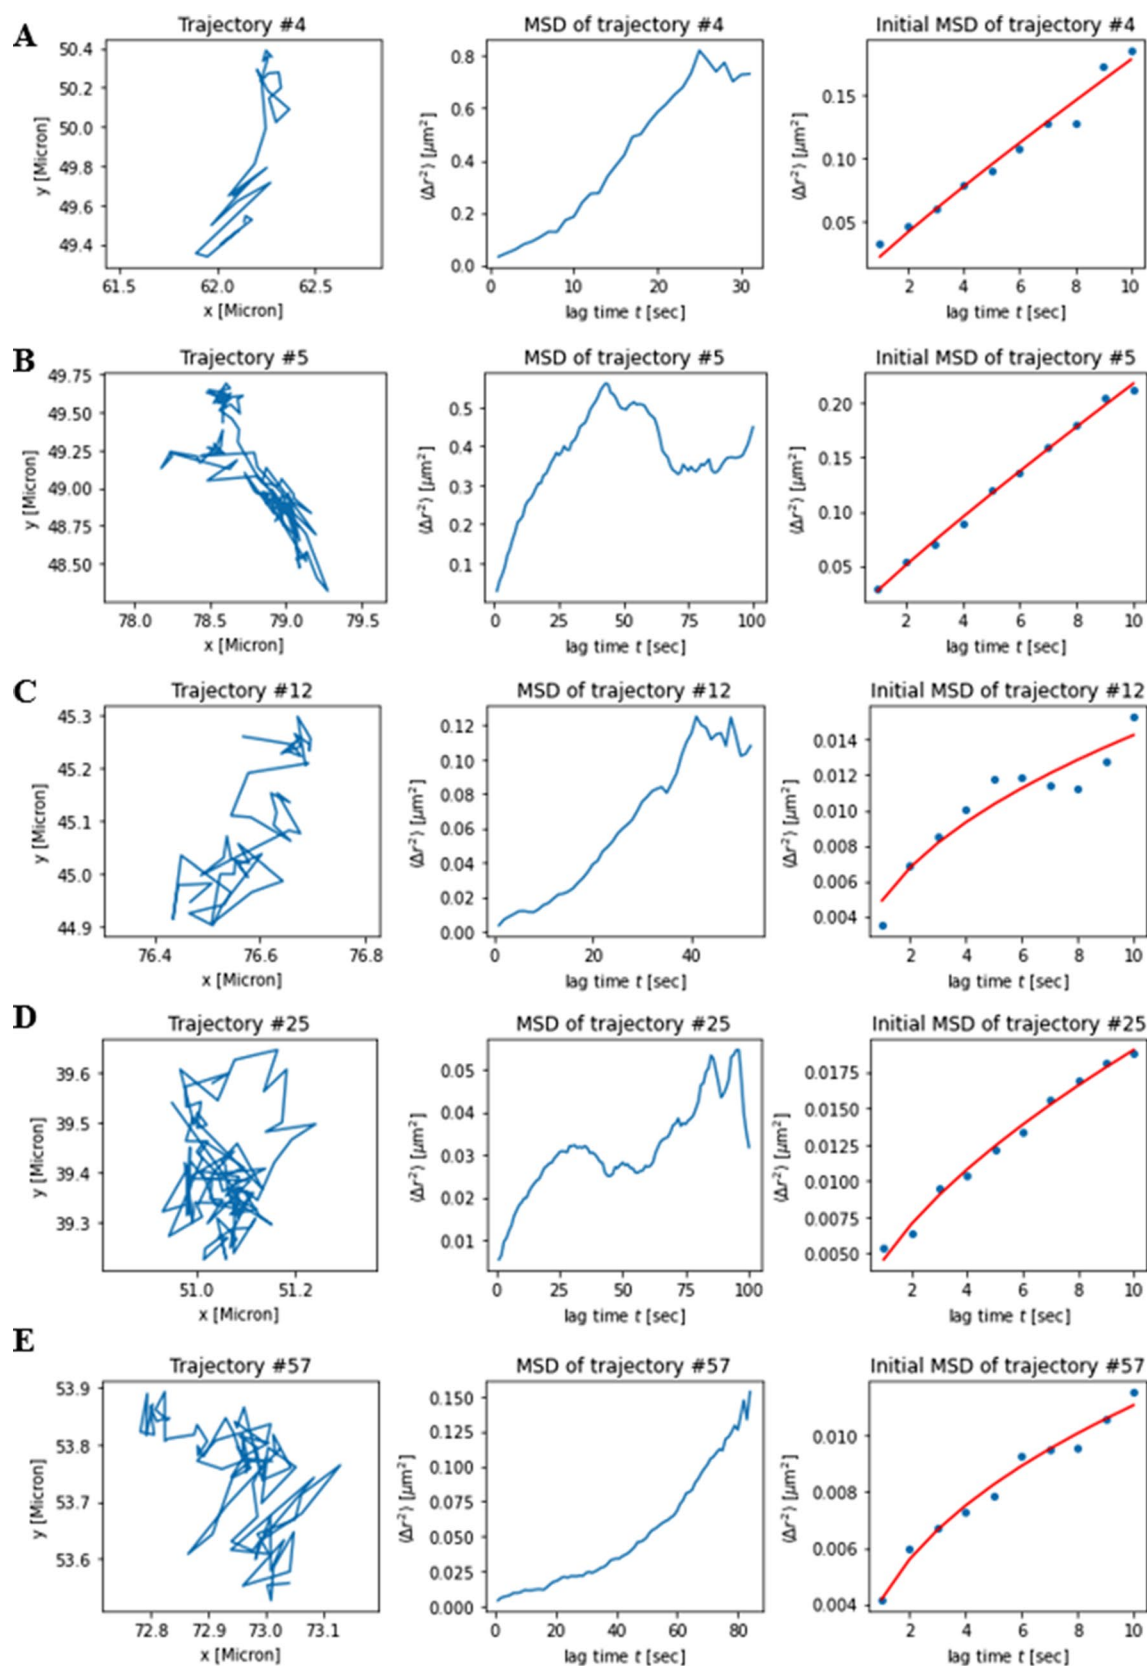 A
Trajectory #4
MSD of trajectory #4
Initial MSD of trajectory #4
50.4
50.2
50.0
49.8
49.6
49.4
y [Micron]
61.5 62.0 62.5
x [Micron]
0.8
0.6
0.4
0.2
0.0
⟨Δr²⟩ [μm²]
0 10 20 30
lag time t [sec]
0.15
0.10
0.05
⟨Δr²⟩ [μm²]
2 4 6 8 10
lag time t [sec]
B
Trajectory #5
MSD of trajectory #5
Initial MSD of trajectory #5
49.75
49.50
49.25
49.00
48.75
48.50
y [Micron]
78.0 78.5 79.0 79.5
x [Micron]
0.5
0.4
0.3
0.2
0.1
⟨Δr²⟩ [μm²]
0 25 50 75 100
lag time t [sec]
0.20
0.15
0.10
0.05
⟨Δr²⟩ [μm²]
2 4 6 8 10
lag time t [sec]
C
Trajectory #12
MSD of trajectory #12
Initial MSD of trajectory #12
45.3
45.2
45.1
45.0
44.9
y [Micron]
76.4 76.6 76.8
x [Micron]
0.12
0.10
0.08
0.06
0.04
0.02
0.00
⟨Δr²⟩ [μm²]
0 20 40
lag time t [sec]
0.014
0.012
0.010
0.008
0.006
0.004
⟨Δr²⟩ [μm²]
2 4 6 8 10
lag time t [sec]
D
Trajectory #25
MSD of trajectory #25
Initial MSD of trajectory #25
39.6
39.5
39.4
39.3
y [Micron]
51.0 51.2
x [Micron]
0.05
0.04
0.03
0.02
0.01
⟨Δr²⟩ [μm²]
0 25 50 75 100
lag time t [sec]
0.0175
0.0150
0.0125
0.0100
0.0075
0.0050
⟨Δr²⟩ [μm²]
2 4 6 8 10
lag time t [sec]
E
Trajectory #57
MSD of trajectory #57
Initial MSD of trajectory #57
53.9
53.8
53.7
53.6
y [Micron]
72.8 72.9 73.0 73.1
x [Micron]
0.150
0.125
0.100
0.075
0.050
0.025
0.000
⟨Δr²⟩ [μm²]
0 20 40 60 80
lag time t [sec]
0.010
0.008
0.006
0.004
⟨Δr²⟩ [μm²]
2 4 6 8 10
lag time t [sec]